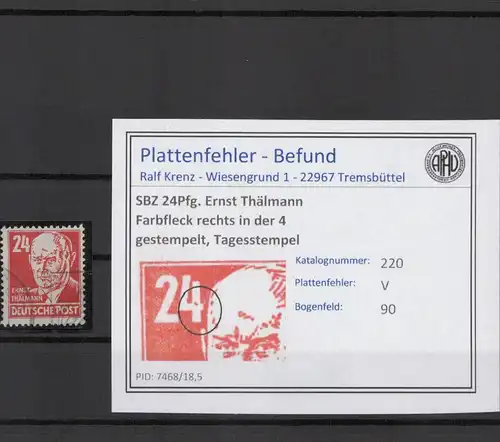 Plattenfehler - Befund
Ralf Krenz - Wiesengrund 1 - 22967 Tremsbüttel
APHV
SBZ 24Pfg. Ernst Thälmann
Farbfleck rechts in der 4
gestempelt, Tagesstempel
24
Katalognummer: 220
Plattenfehler: V
Bogenfeld: 90
PID: 7468/18,5
24
ERNST
THÄLMANN
DEUTSCHE POST